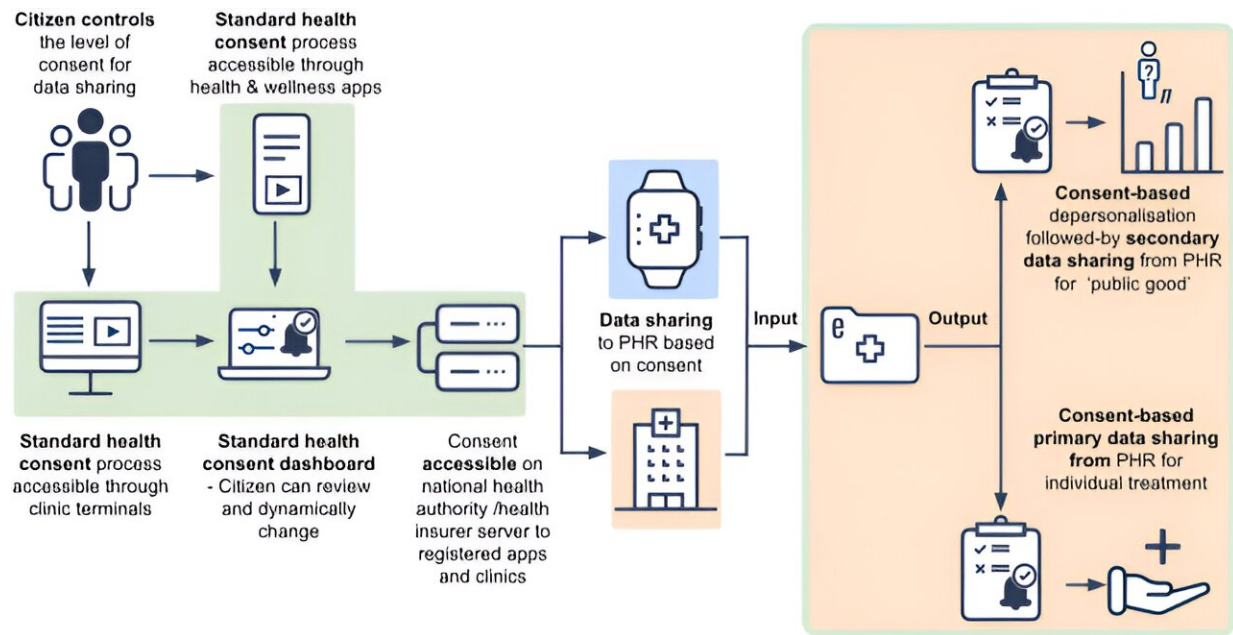 Citizen controls
the level of
consent for
data sharing
Standard health
consent process
accessible through
health & wellness apps
Standard health
consent process
accessible through
clinic terminals
Standard health
consent dashboard
- Citizen can review
and dynamically
change
Consent
accessible on
national health
authority /health
insurer server to
registered apps
and clinics
Data sharing
to PHR based
on consent
Input
e
Output
?
n
Consent-based
depersonalisation
followed-by secondary
data sharing from PHR
for 'public good'
Consent-based
primary data sharing
from PHR for
individual treatment